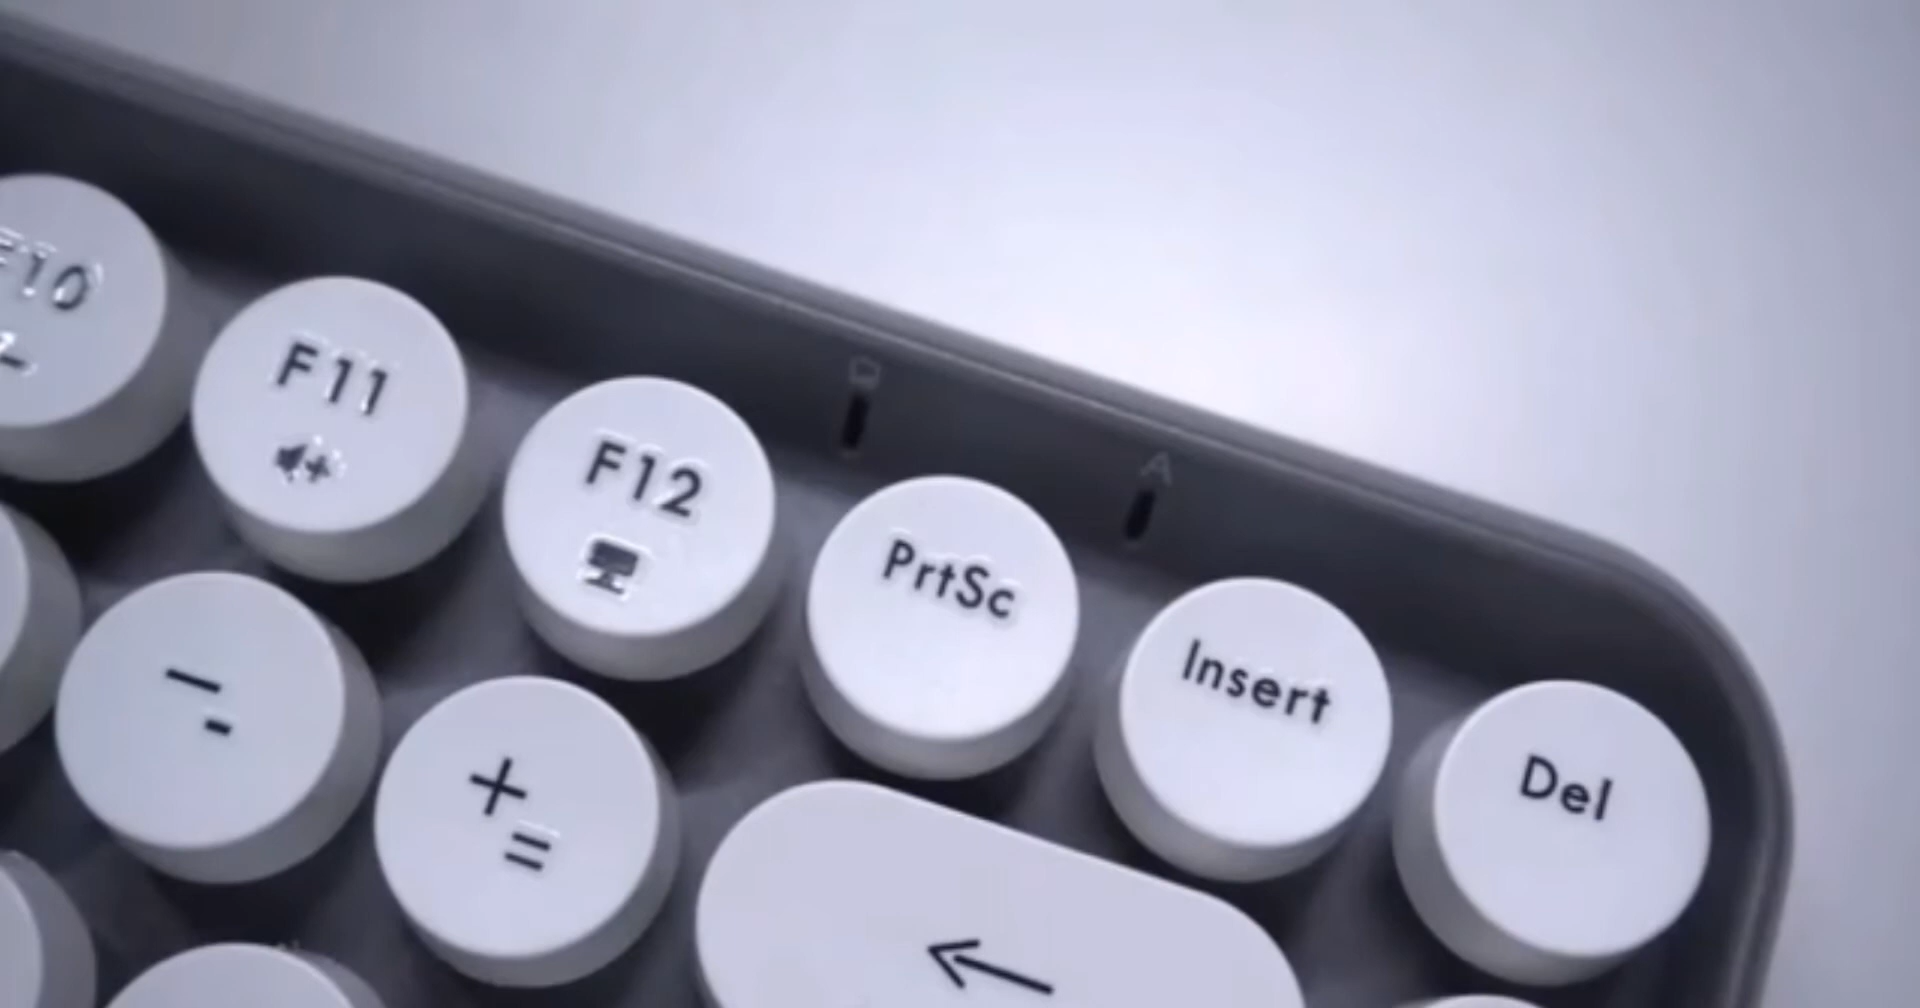 F10
F11
F12
PrtSc
Insert
Del
A
-
+
=
←